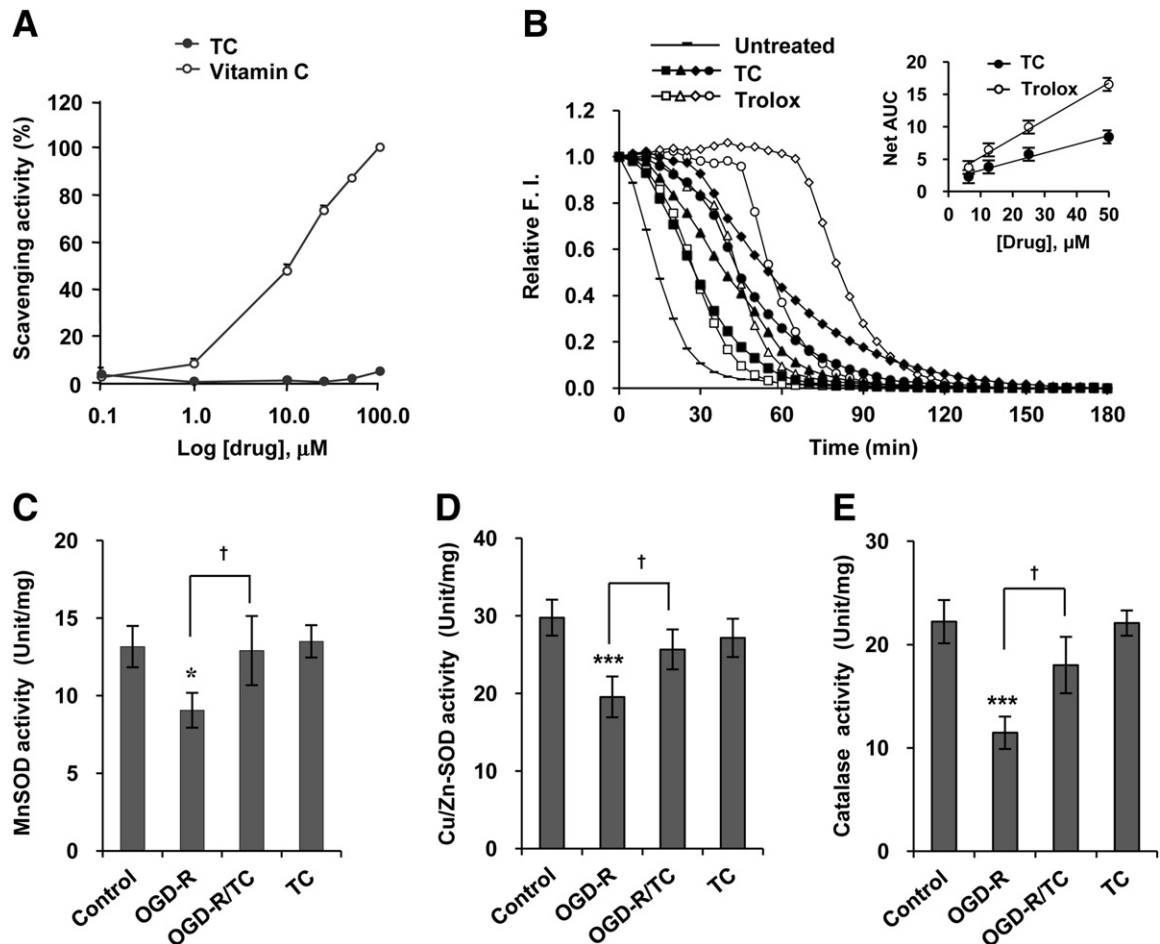 A
TC
Vitamin C
Scavenging activity (%)
120
100
80
60
40
20
0
0.1
1.0
10.0
100.0
Log [drug], μM
B
Untreated
TC
Trolox
Relative F. I.
1.2
1.0
0.8
0.6
0.4
0.2
0.0
0
30
60
90
120
150
180
Time (min)
TC
Trolox
Net AUC
20
15
10
5
0
0
10
20
30
40
50
[Drug], μM
C
MnSOD activity (Unit/mg)
20
15
10
5
0
†
*
Control
OGD-R
OGD-R/TC
TC
D
Cu/Zn-SOD activity (Unit/mg)
40
30
20
10
0
†
***
Control
OGD-R
OGD-R/TC
TC
E
Catalase activity (Unit/mg)
30
20
10
0
†
***
Control
OGD-R
OGD-R/TC
TC